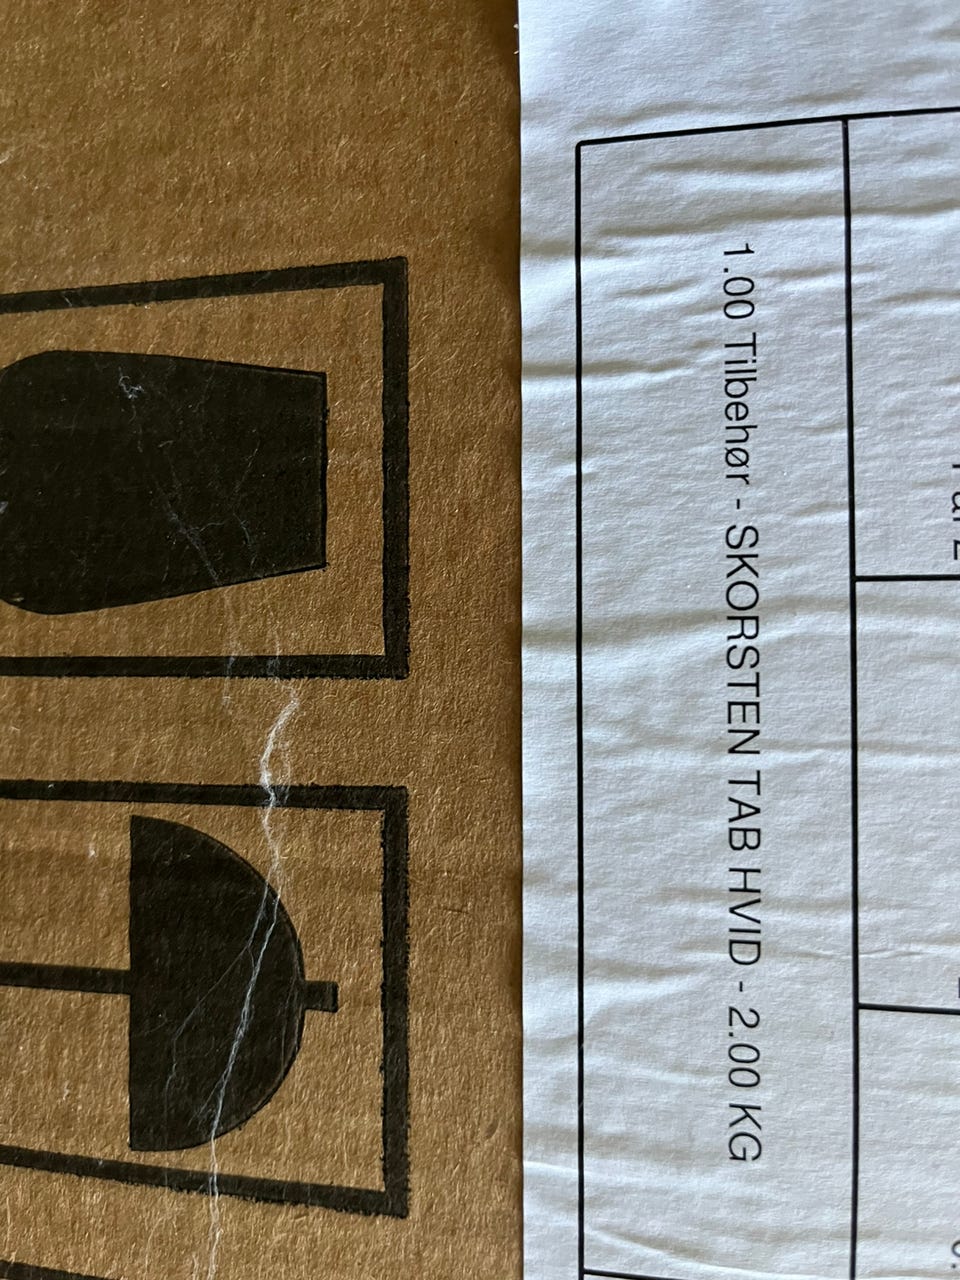 1.00 Tilbehør - SKORSTEN TAB HVID - 2.00 KG